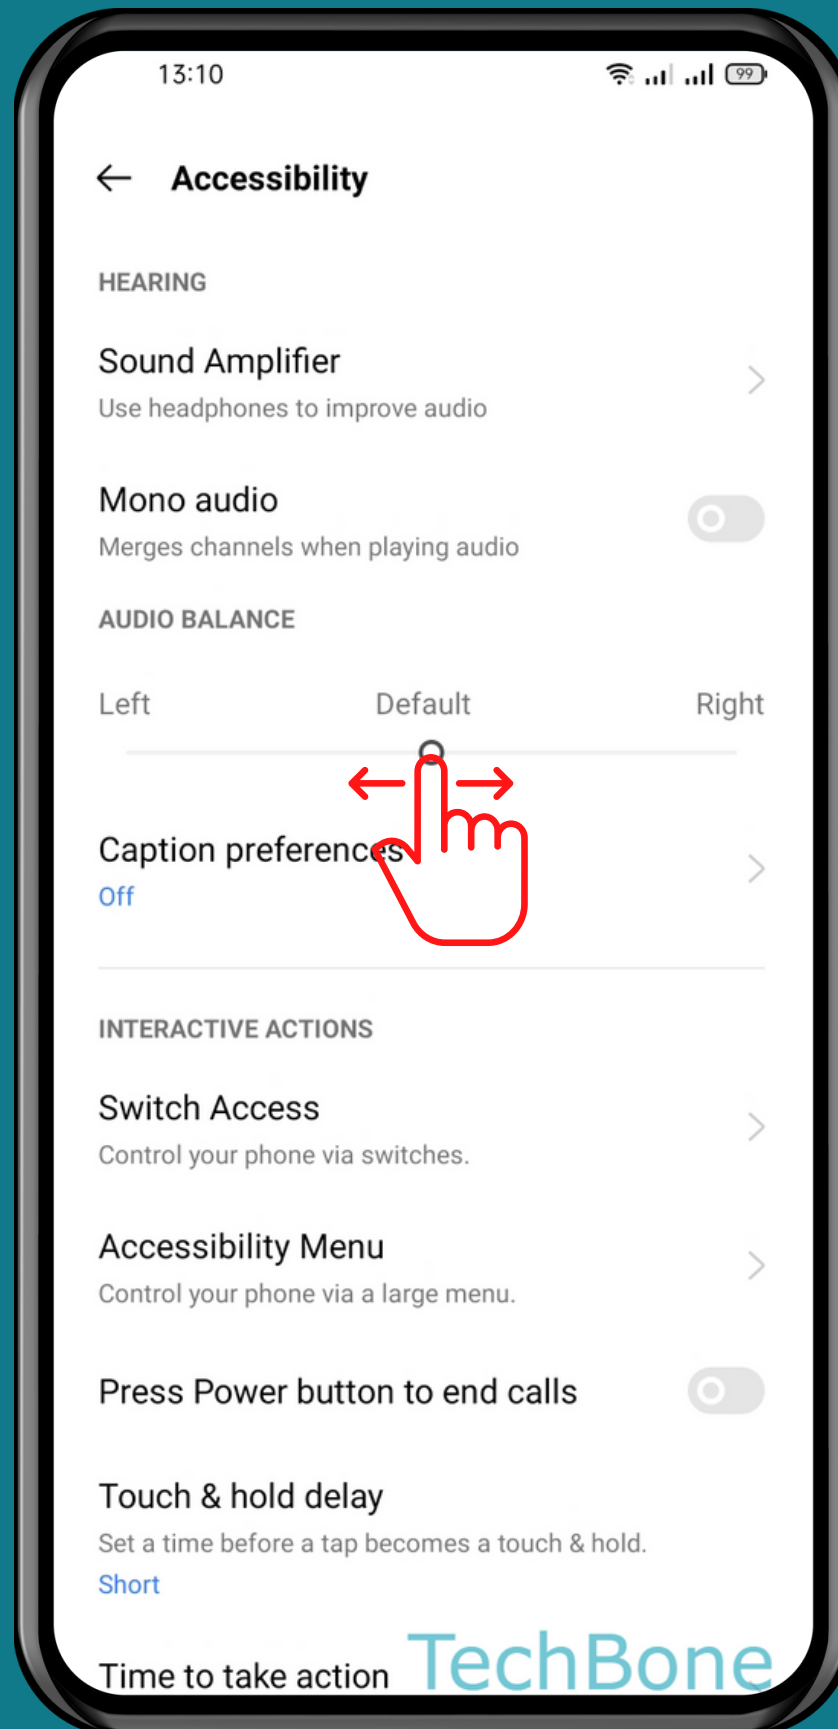 13:10
99
Accessibility
HEARING
Sound Amplifier
Use headphones to improve audio
Mono audio
Merges channels when playing audio
AUDIO BALANCE
Left Default Right
Caption preferences
Off
INTERACTIVE ACTIONS
Switch Access
Control your phone via switches.
Accessibility Menu
Control your phone via a large menu.
Press Power button to end calls
Touch & hold delay
Set a time before a tap becomes a touch & hold.
Short
Time to take action
TechBone